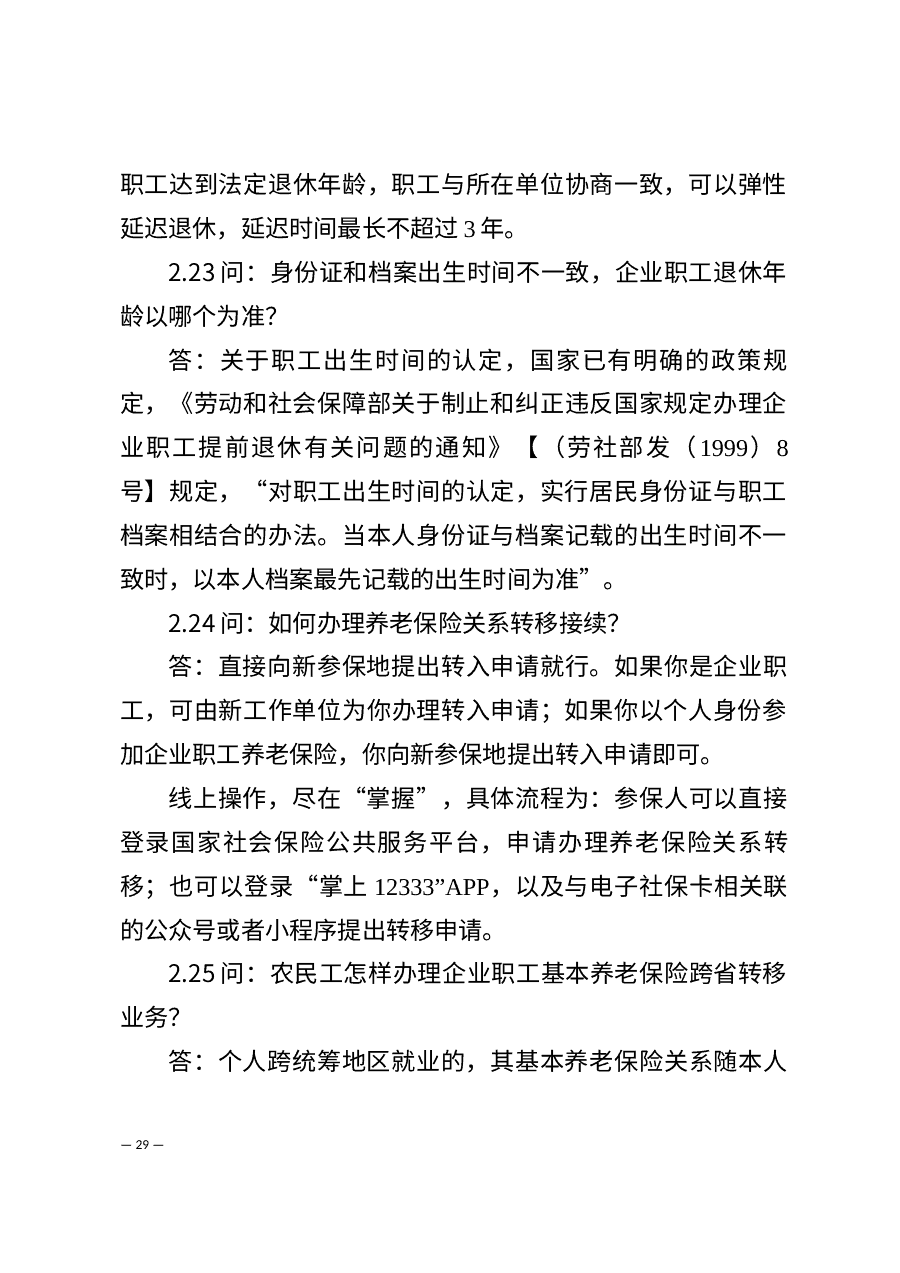 职工达到法定退休年龄，职工与所在单位协商一致，可以弹性
延迟退休，延迟时间最长不超过 3 年。
2.23 问：身份证和档案出生时间不一致，企业职工退休年
龄以哪个为准？
答：关于职工出生时间的认定，国家已有明确的政策规
定，《劳动和社会保障部关于制止和纠正违反国家规定办理企
业职工提前退休有关问题的通知》【（劳社部发（1999）8
号】规定，“对职工出生时间的认定，实行居民身份证与职工
档案相结合的办法。当本人身份证与档案记载的出生时间不一
致时，以本人档案最先记载的出生时间为准”。
2.24 问：如何办理养老保险关系转移接续？
答：直接向新参保地提出转入申请就行。如果你是企业职
工，可由新工作单位为你办理转入申请；如果你以个人身份参
加企业职工养老保险，你向新参保地提出转入申请即可。
线上操作，尽在“掌握”，具体流程为：参保人可以直接
登录国家社会保险公共服务平台，申请办理养老保险关系转
移；也可以登录“掌上 12333”APP，以及与电子社保卡相关联
的公众号或者小程序提出转移申请。
2.25 问：农民工怎样办理企业职工基本养老保险跨省转移
业务？
答：个人跨统筹地区就业的，其基本养老保险关系随本人
— 29 —